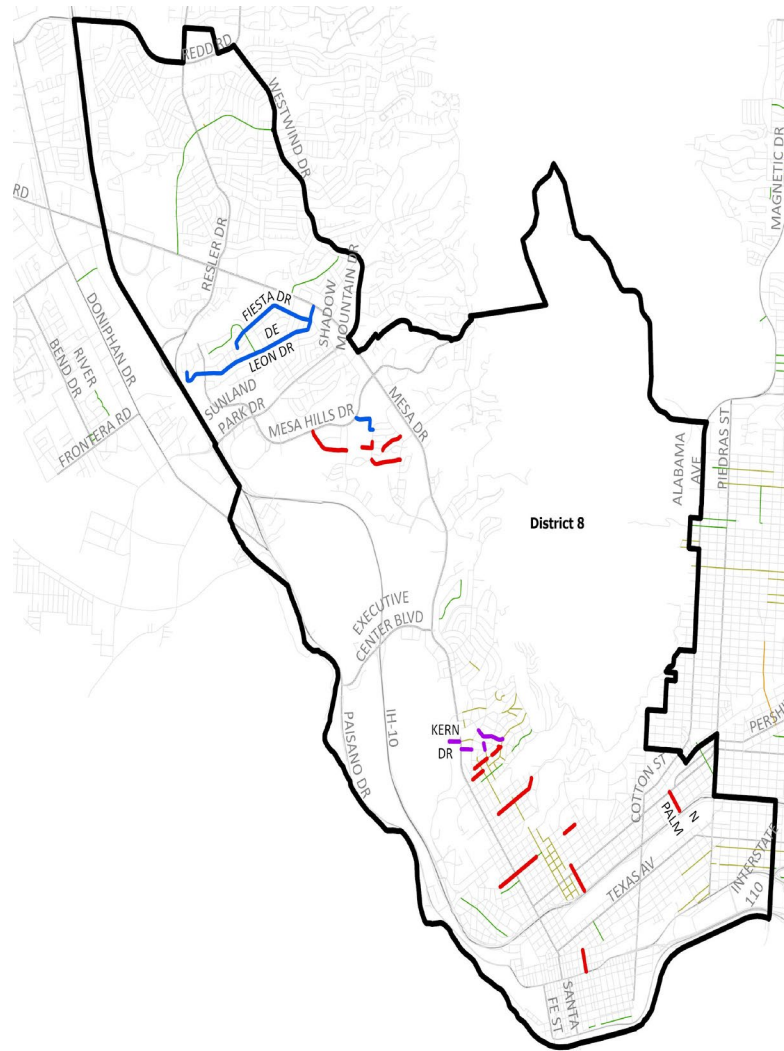 REDD RD
WESTWIND DR
MAGNETIC DR
RD
RESLER DR
SHADOW
MOUNTAIN DR
FIESTA DR
DE
LEON DR
DONIPHAN DR
RIVER
BEND DR
SUNLAND
PARK DR
FRONTERA RD
MESA HILLS DR
MESA DR
ALABAMA
AVE
PIEDRAS ST
District 8
EXECUTIVE
CENTER BLVD
PAISANO DR
IH-10
KERN
DR
COTTON ST
PERSHI
N
PALM
TEXAS AV
INTERSTATE
110
SANTA
FE ST